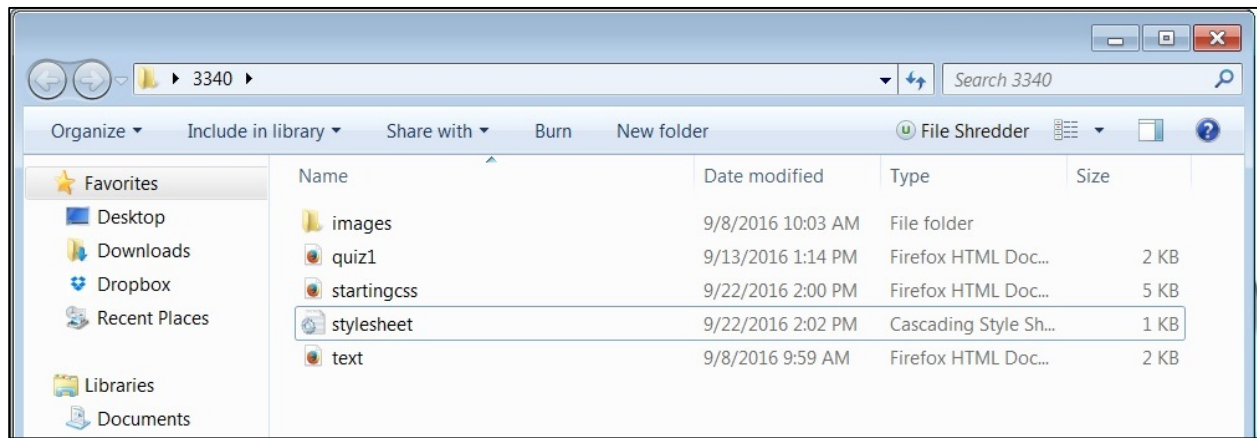 3340
Search 3340
Organize Include in library Share with Burn New folder File Shredder
Name Date modified Type Size
Favorites
Desktop
Downloads
Dropbox
Recent Places
Libraries
Documents
images 9/8/2016 10:03 AM File folder
quiz1 9/13/2016 1:14 PM Firefox HTML Doc... 2 KB
startingcss 9/22/2016 2:00 PM Firefox HTML Doc... 5 KB
stylesheet 9/22/2016 2:02 PM Cascading Style Sh... 1 KB
text 9/8/2016 9:59 AM Firefox HTML Doc... 2 KB